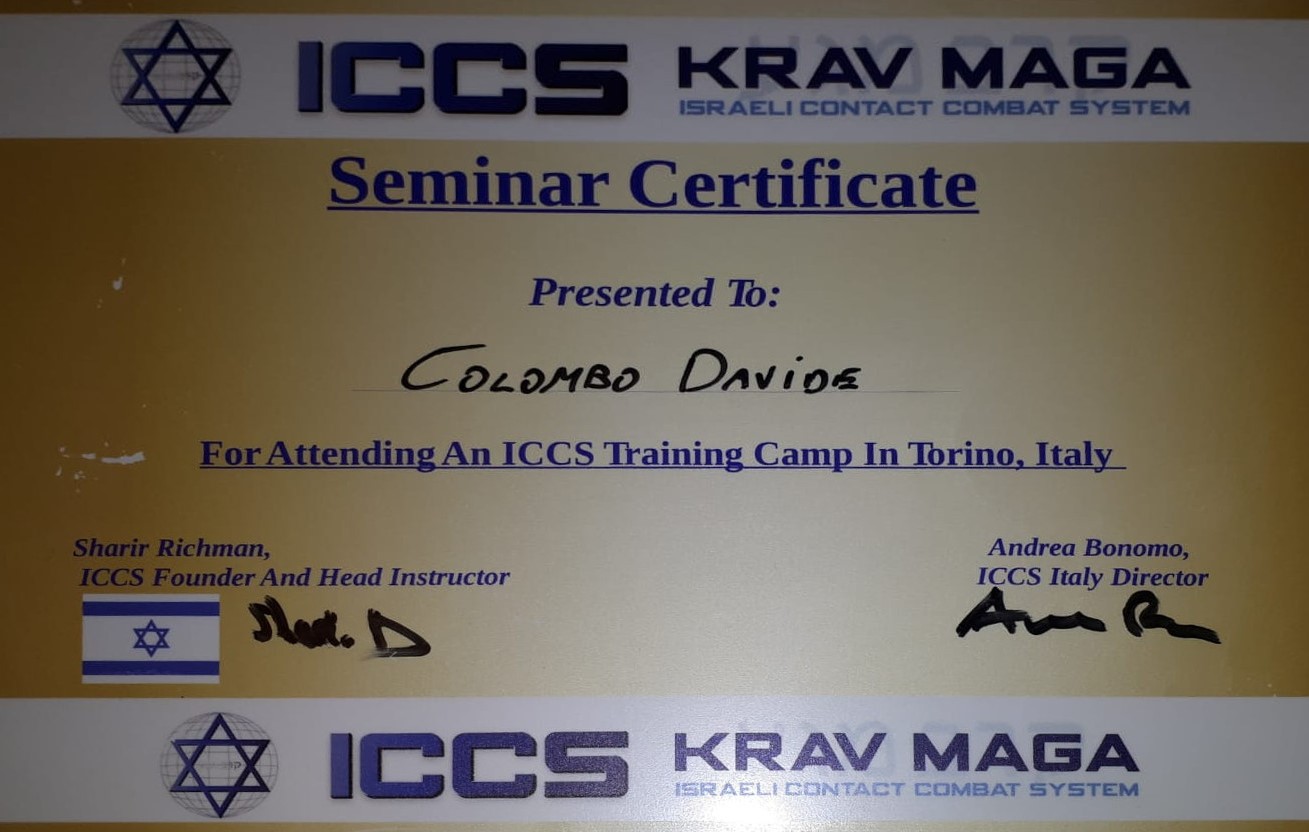 ICCS KRAV MAGA
ISRAELI CONTACT COMBAT SYSTEM
Seminar Certificate
Presented To:
COLOMBO DAVIDE
For Attending An ICCS Training Camp In Torino, Italy
Sharir Richman,
ICCS Founder And Head Instructor
Andrea Bonomo,
ICCS Italy Director
ICCS KRAV MAGA
ISRAELI CONTACT COMBAT SYSTEM